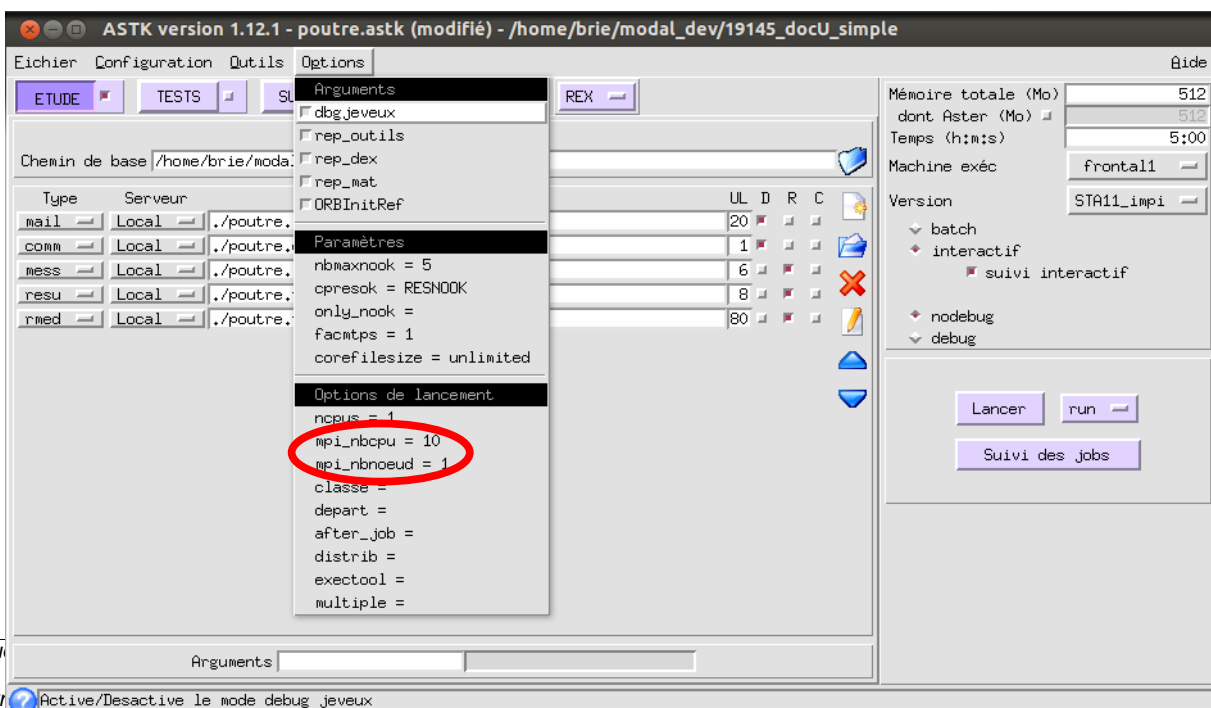 ASTK version 1.12.1 - poutre.astk (modifié) - /home/brie/modal_dev/19145_docU_simple
Fichier Configuration Outils Options Aide
ETUDE TESTS REX
Arguments
dbgjeveux
rep_outils
rep_dex
rep_mat
ORBInitRef
Paramètres
nbmaxnook = 5
cpresok = RESNOOK
only_nook =
facmtps = 1
corefilesize = unlimited
Options de lancement
ncpus = 1
mpi_nbcpu = 10
mpi_nbnoeud = 1
classe =
depart =
after_job =
distrib =
exectool =
multiple =
Chemin de base /home/brie/modal
Type Serveur UL D R C
mail Local ./poutre. 20
comm Local ./poutre. 1
mess Local ./poutre. 6
resu Local ./poutre. 8
rmed Local ./poutre. 80
Arguments
Mémoire totale (Mo) 512
dont Aster (Mo) 512
Temps (h:m:s) 5:00
Machine exéc frontal1
Version STA11_impi
batch
interactif
suivi interactif
nodebug
debug
Lancer run
Suivi des jobs
Active/Desactive le mode debug jeveux